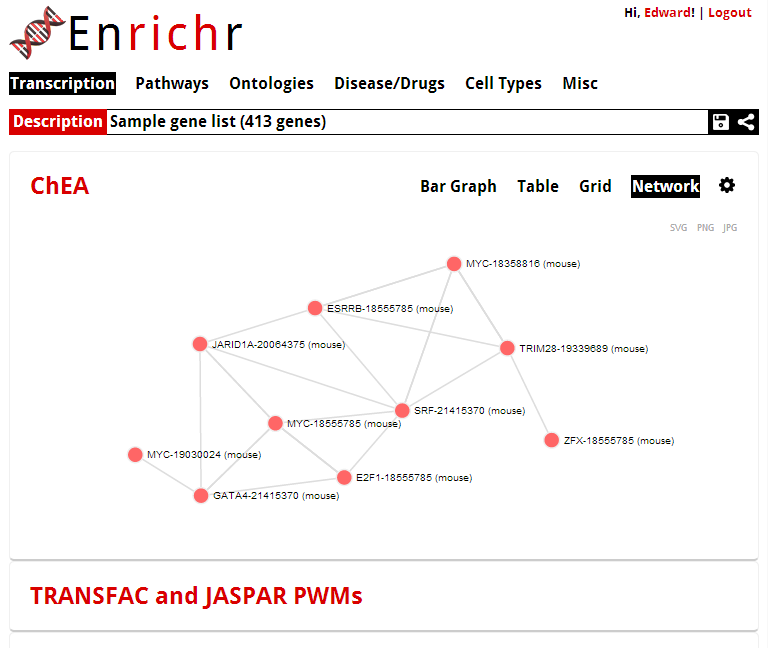 Hi, Edward! | Logout
Enrichr
Transcription Pathways Ontologies Disease/Drugs Cell Types Misc
Description Sample gene list (413 genes)
ChEA Bar Graph Table Grid Network
SVG PNG JPG
MYC-18358816 (mouse)
ESRRB-18555785 (mouse)
JARID1A-20064375 (mouse)
TRIM28-19339689 (mouse)
SRF-21415370 (mouse)
MYC-18555785 (mouse)
ZFX-18555785 (mouse)
MYC-19030024 (mouse)
E2F1-18555785 (mouse)
GATA4-21415370 (mouse)
TRANSFAC and JASPAR PWMs